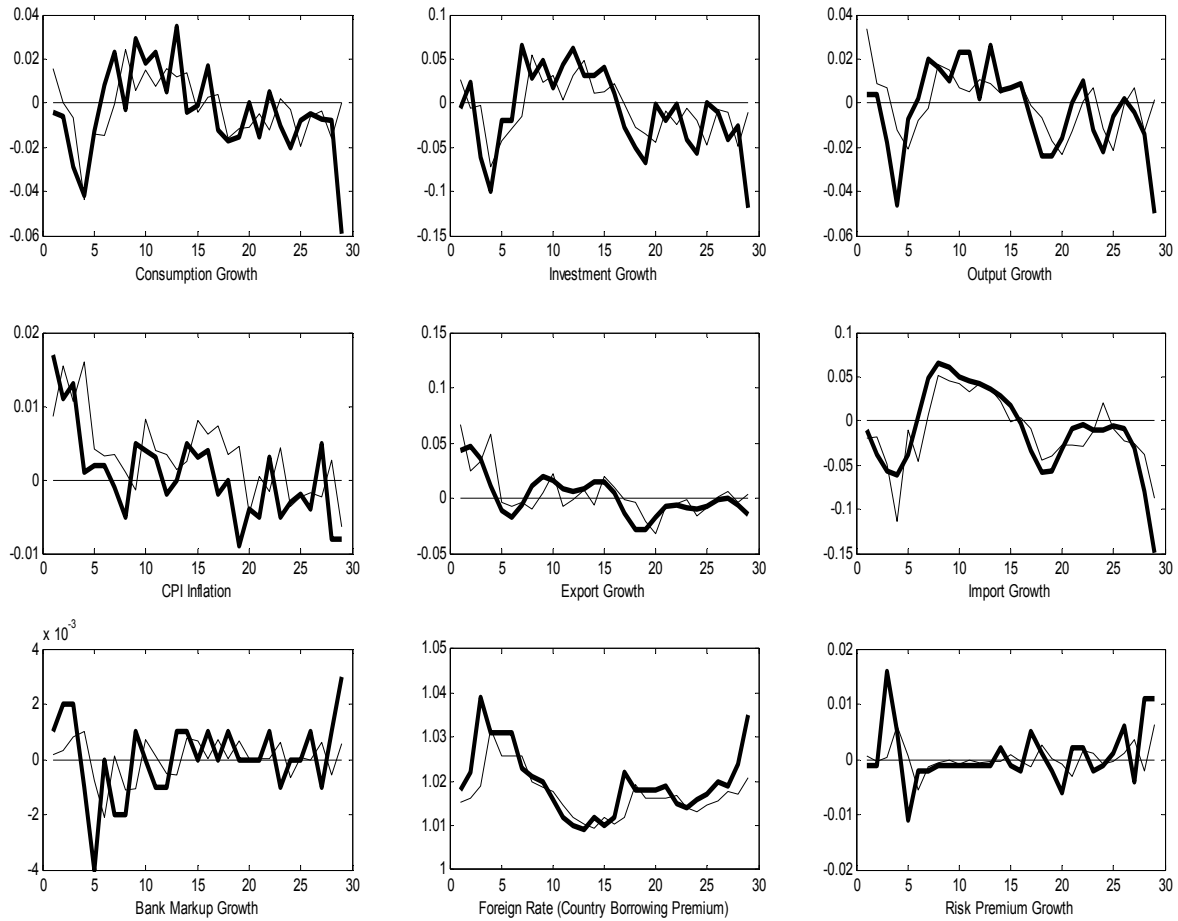 0.04
0.02
0
-0.02
-0.04
-0.06
0 5 10 15 20 25 30
Consumption Growth
0.1
0.05
0
-0.05
-0.1
-0.15
0 5 10 15 20 25 30
Investment Growth
0.04
0.02
0
-0.02
-0.04
-0.06
0 5 10 15 20 25 30
Output Growth
0.02
0.01
0
-0.01
0 5 10 15 20 25 30
CPI Inflation
0.15
0.1
0.05
0
-0.05
0 5 10 15 20 25 30
Export Growth
0.1
0.05
0
-0.05
-0.1
-0.15
0 5 10 15 20 25 30
Import Growth
x 10-3
4
2
0
-2
-4
0 5 10 15 20 25 30
Bank Markup Growth
1.05
1.04
1.03
1.02
1.01
1
0 5 10 15 20 25 30
Foreign Rate (Country Borrowing Premium)
0.02
0.01
0
-0.01
-0.02
0 5 10 15 20 25 30
Risk Premium Growth